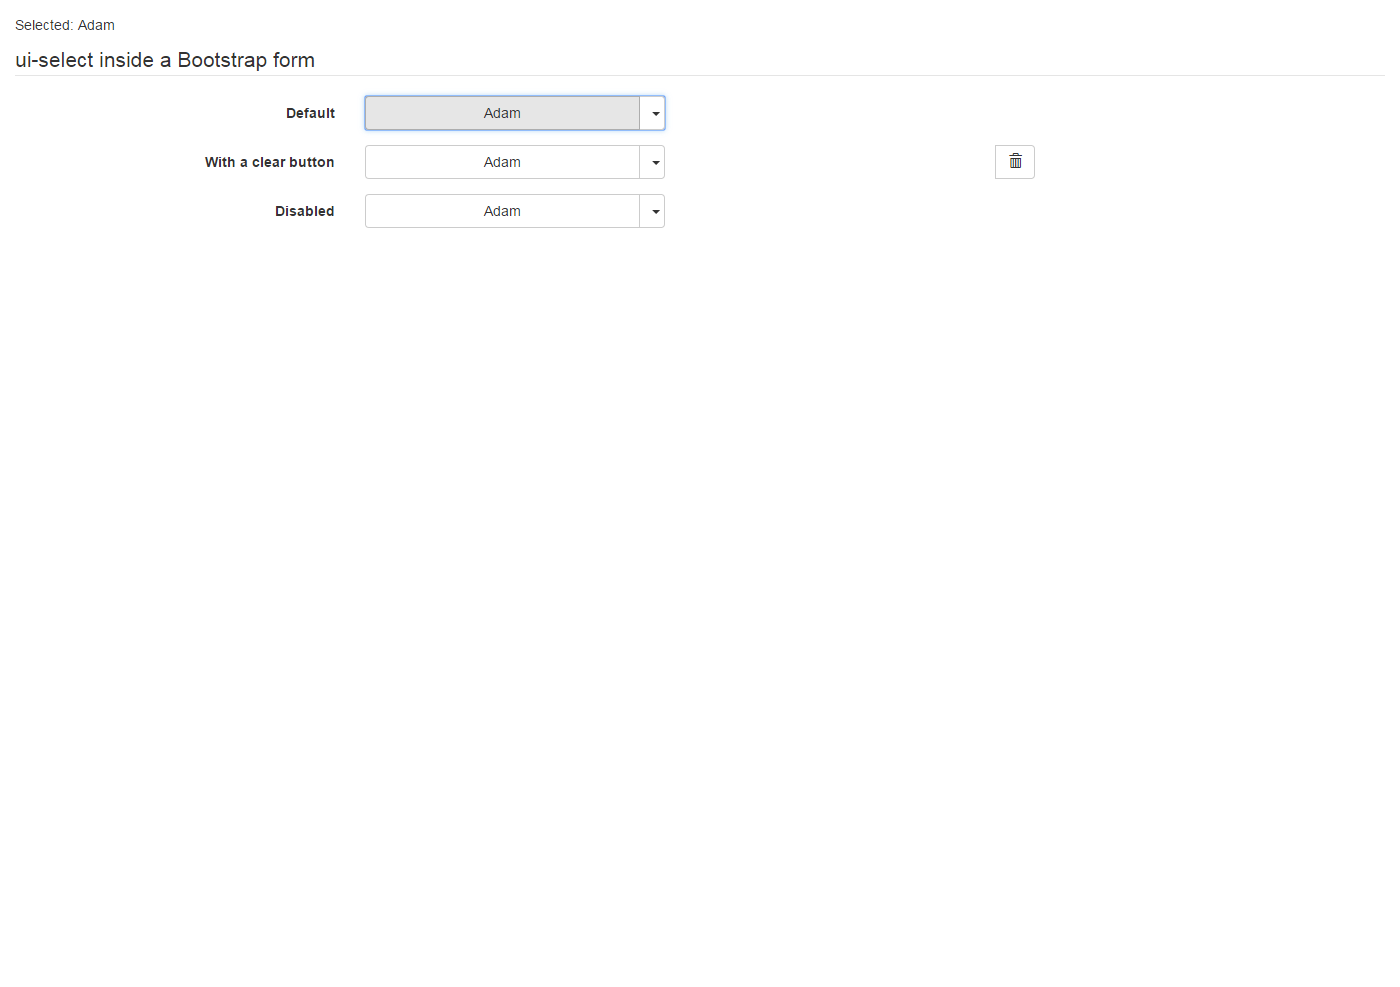 Selected: Adam
ui-select inside a Bootstrap form
Default Adam
With a clear button Adam
Disabled Adam